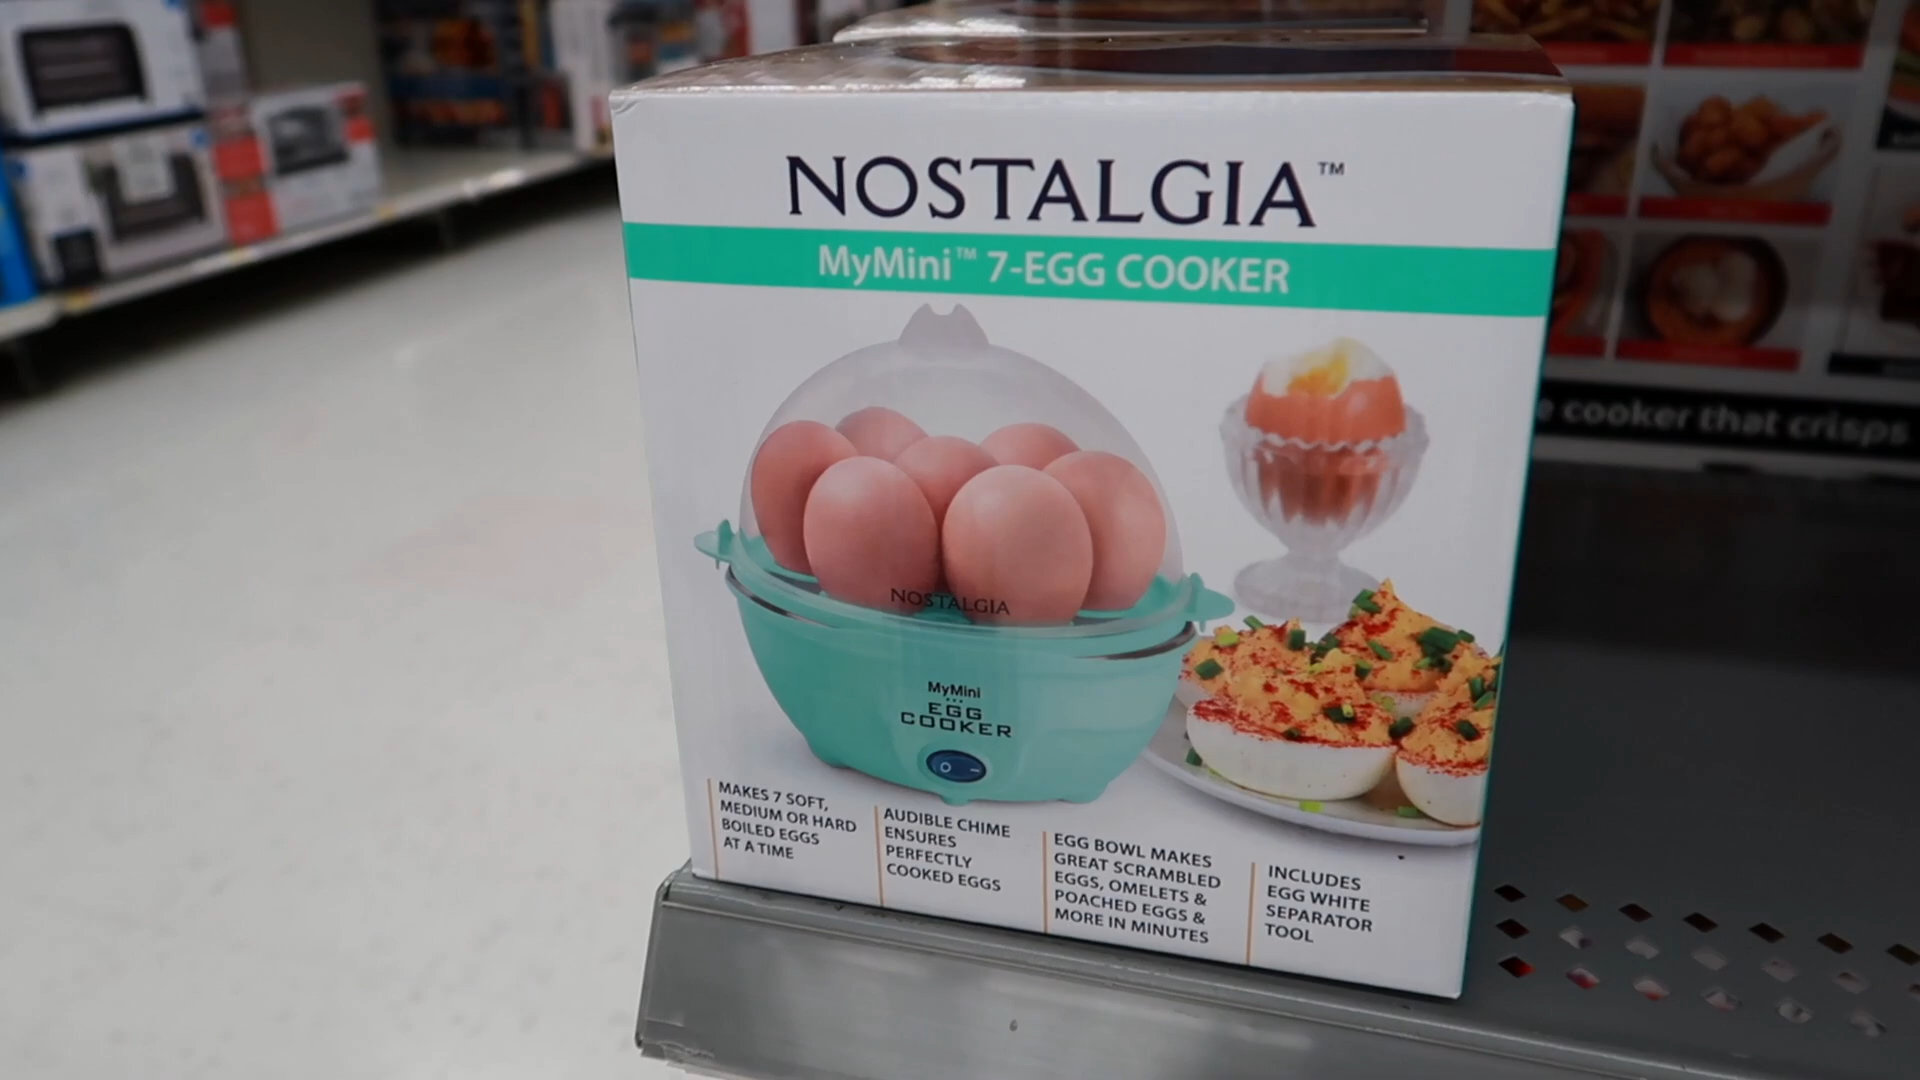 NOSTALGIA™
MyMini™ 7-EGG COOKER
NOSTALGIA
MyMini
EGG
COOKER
MAKES 7 SOFT,
MEDIUM OR HARD
BOILED EGGS
AT A TIME
AUDIBLE CHIME
ENSURES
PERFECTLY
COOKED EGGS
EGG BOWL MAKES
GREAT SCRAMBLED
EGGS, OMELETS &
POACHED EGGS &
MORE IN MINUTES
INCLUDES
EGG WHITE
SEPARATOR
TOOL
cooker that crisps